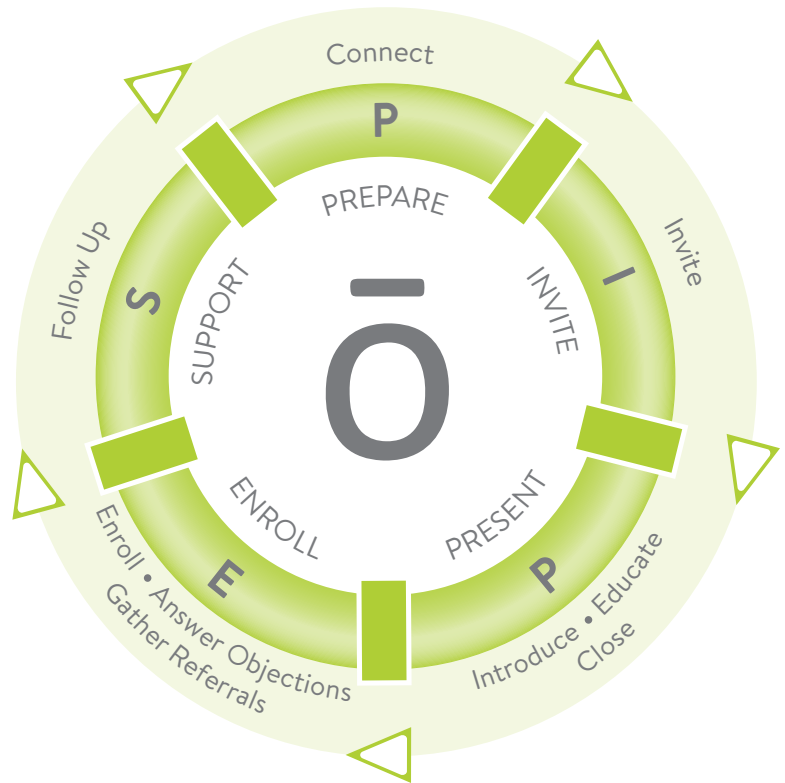 Connect
P
PREPARE
Invite
I
INVITE
PRESENT
P
Introduce • Educate
Close
ENROLL
E
Enroll • Answer Objections
Gather Referrals
Follow Up
S
SUPPORT
Ō